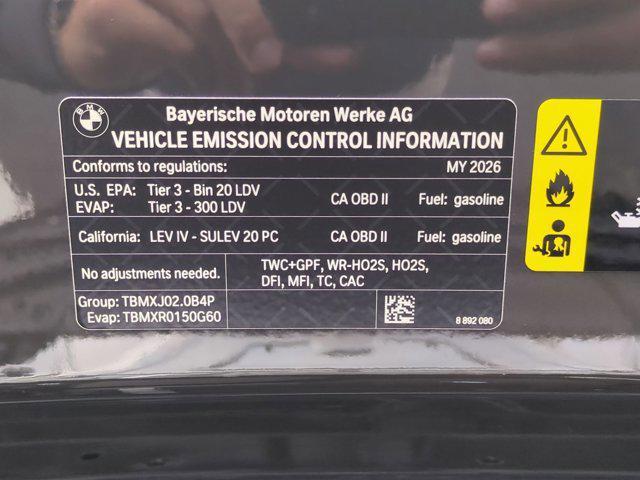 BMW
Bayerische Motoren Werke AG
VEHICLE EMISSION CONTROL INFORMATION
Conforms to regulations: MY 2026
U.S. EPA: Tier 3 - Bin 20 LDV CA OBD II Fuel: gasoline
EVAP: Tier 3 - 300 LDV
California: LEV IV - SULEV 20 PC CA OBD II Fuel: gasoline
No adjustments needed.
TWC+GPF, WR-HO2S, HO2S,
DFI, MFI, TC, CAC
Group: TBMXJ02.0B4P
Evap: TBMXR0150G60
8 892 080